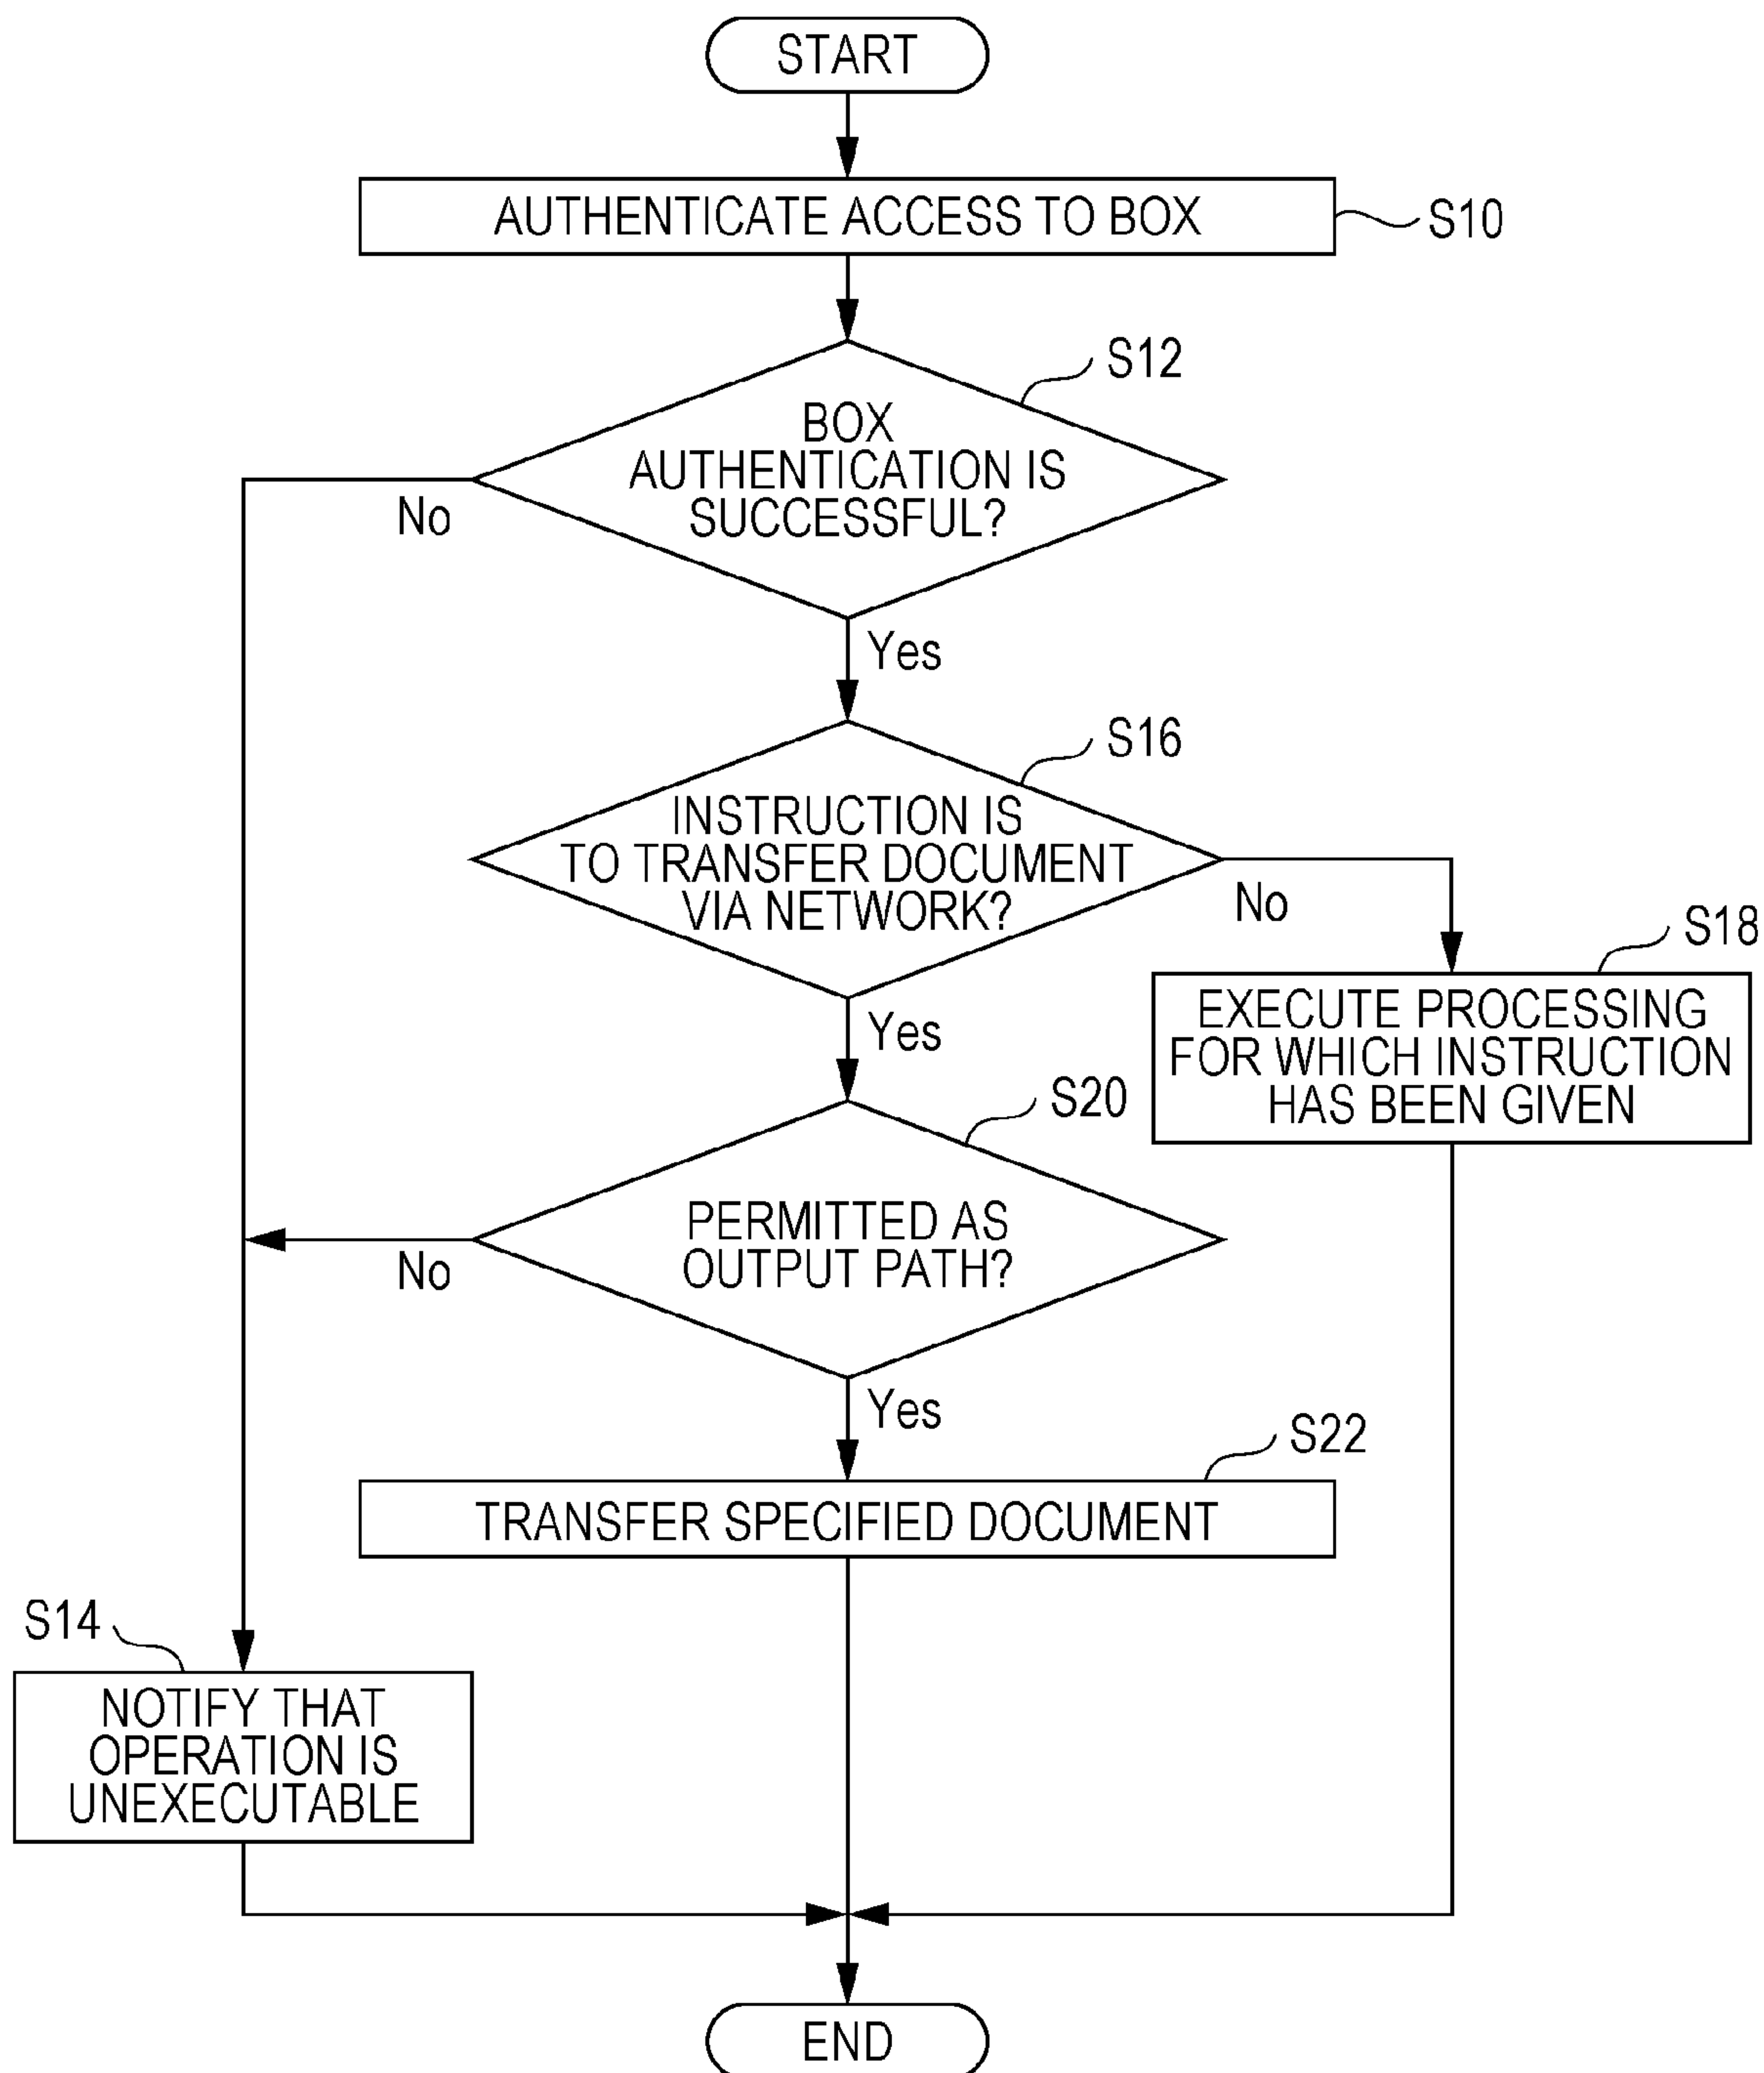 START
AUTHENTICATE ACCESS TO BOX
S10
S12
BOX
AUTHENTICATION IS
SUCCESSFUL?
No
Yes
S16
INSTRUCTION IS
TO TRANSFER DOCUMENT
VIA NETWORK?
No
S18
EXECUTE PROCESSING
FOR WHICH INSTRUCTION
HAS BEEN GIVEN
Yes
S20
PERMITTED AS
OUTPUT PATH?
No
Yes
S22
TRANSFER SPECIFIED DOCUMENT
S14
NOTIFY THAT
OPERATION IS
UNEXECUTABLE
END